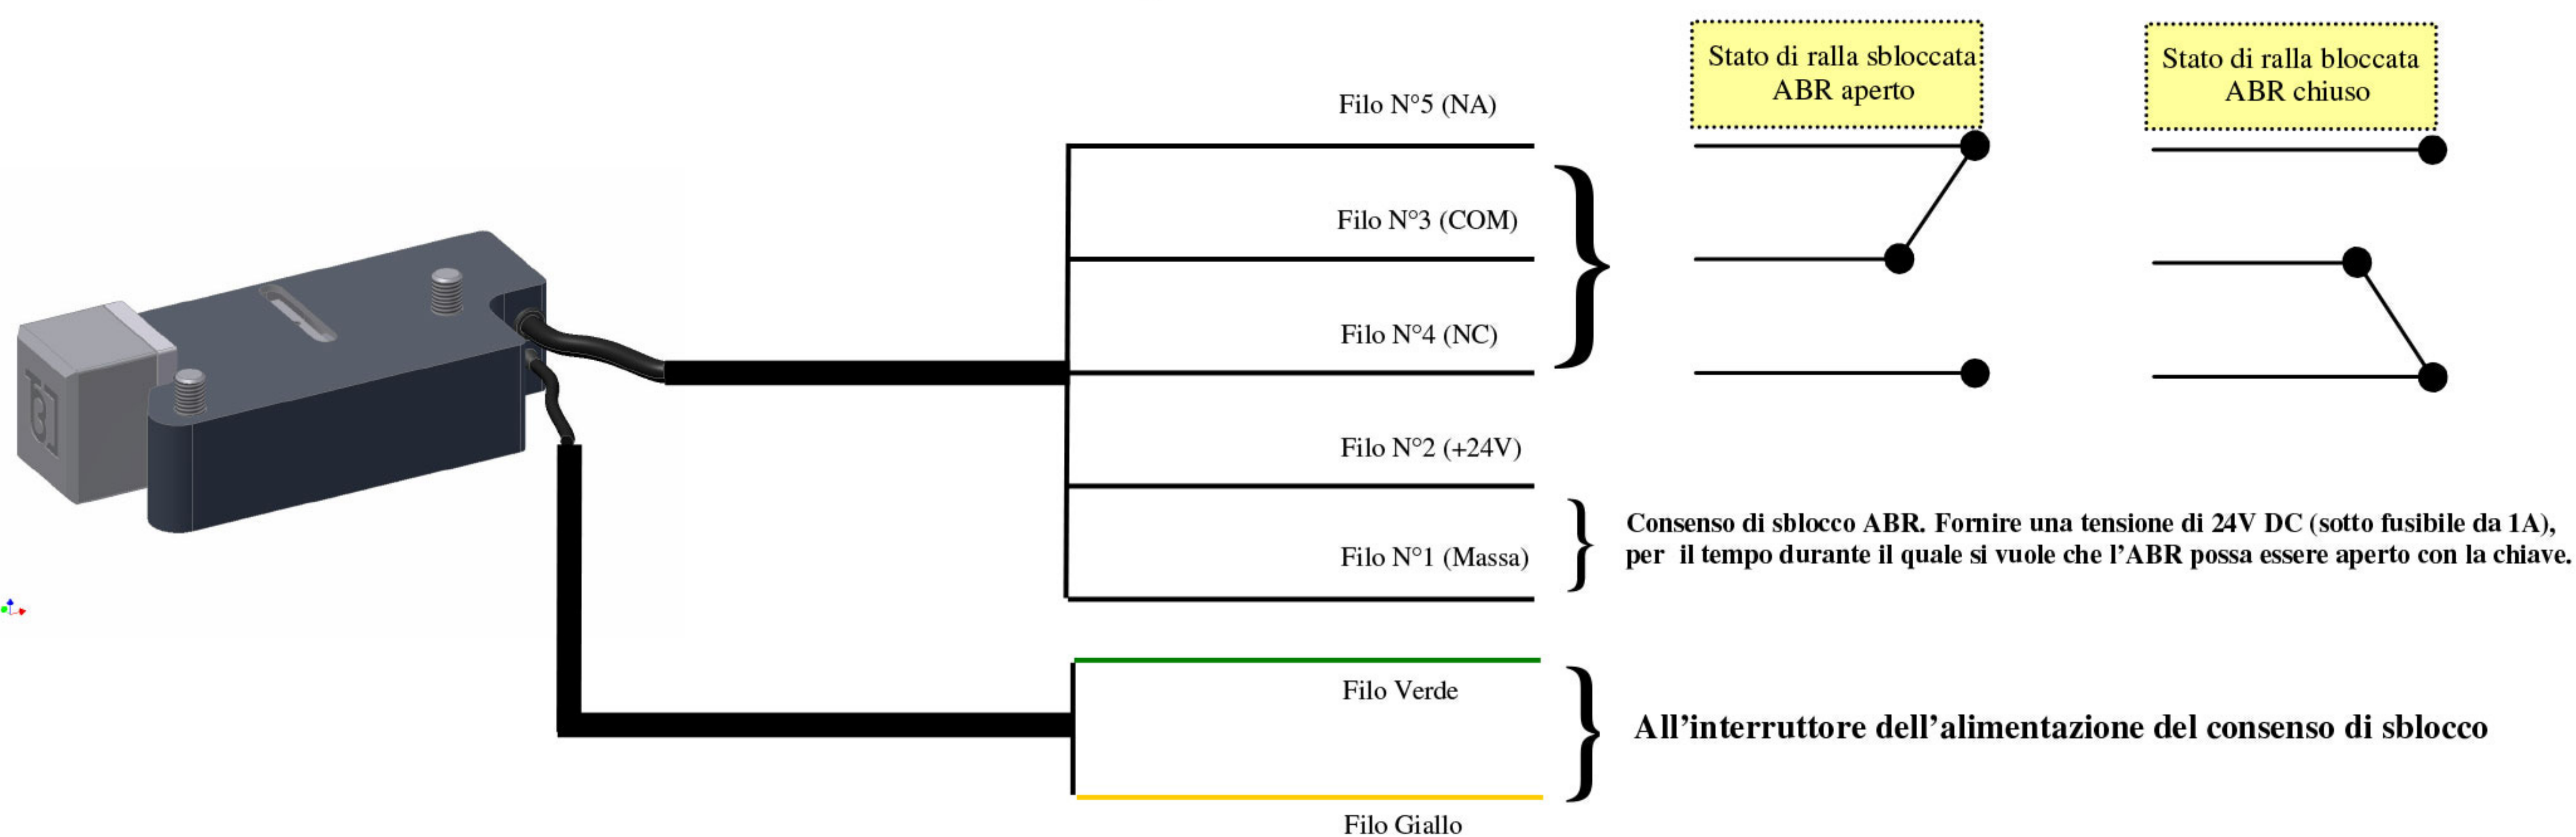 Stato di ralla sbloccata
ABR aperto
Stato di ralla bloccata
ABR chiuso
Filo N°5 (NA)
Filo N°3 (COM)
Filo N°4 (NC)
Filo N°2 (+24V)
Consenso di sblocco ABR. Fornire una tensione di 24V DC (sotto fusibile da 1A),
per il tempo durante il quale si vuole che l'ABR possa essere aperto con la chiave.
Filo N°1 (Massa)
Filo Verde
All'interruttore dell'alimentazione del consenso di sblocco
Filo Giallo